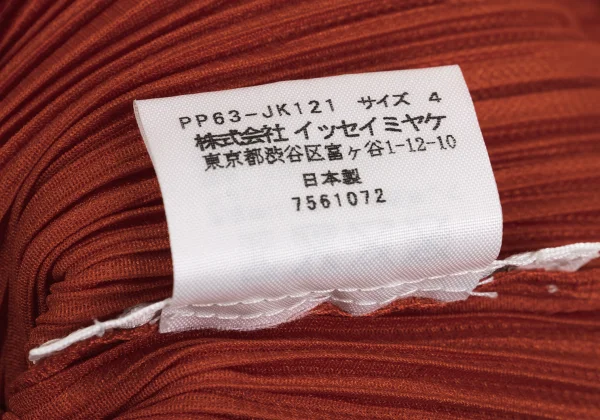 PP63-JK121 サイズ 4
株式会社 イッセイ ミヤケ
東京都渋谷区富ヶ谷1-12-10
日本製
7561072